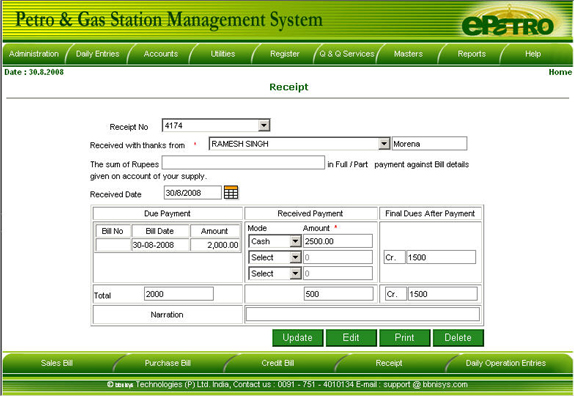 Petro & Gas Station Management System
ePetro
Administration Daily Entries Accounts Utilities Register Q & Q Services Masters Reports Help
Date : 30.8.2008 Home
Receipt
Receipt No 4174
Received with thanks from * RAMESH SINGH Morena
The sum of Rupees in Full / Part payment against Bill details
given on account of your supply.
Received Date 30/8/2008
Due Payment Received Payment Final Dues After Payment
Bill No Bill Date Amount Mode Amount *
30-08-2008 2,000.00 Cash 2500.00
Select 0 Cr. 1500
Select 0
Total 2000 500 Cr. 1500
Narration
Update Edit Print Delete
Sales Bill Purchase Bill Credit Bill Receipt Daily Operation Entries
© bbnisys Technologies (P) Ltd. India, Contact us : 0091 - 751 - 4010134 E-mail : support @ bbnisys.com